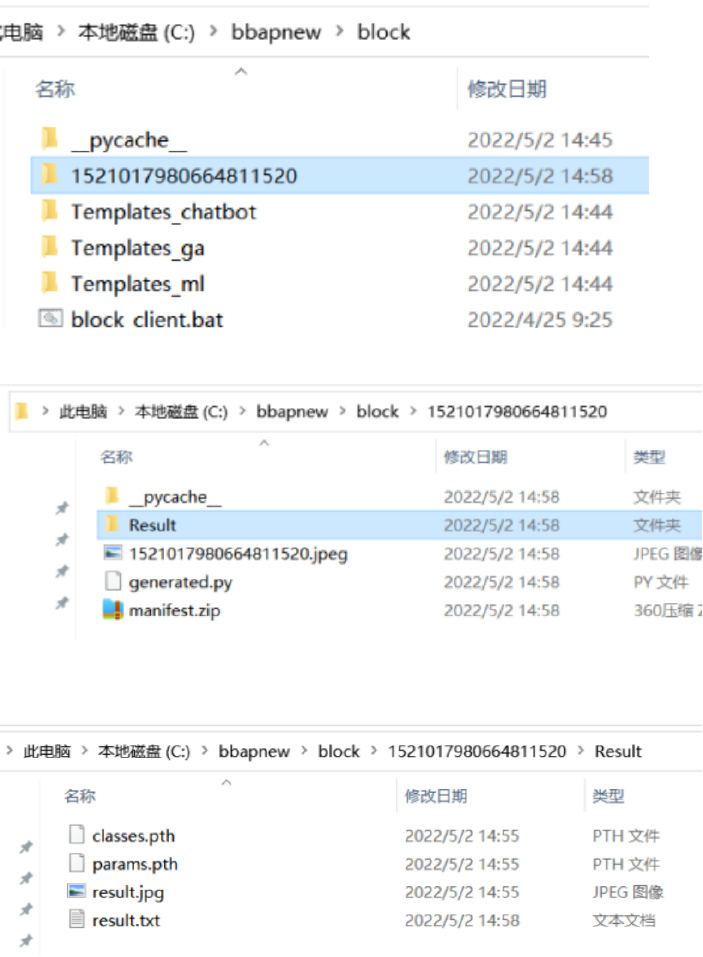 电脑 > 本地磁盘 (C:) > bbapnew > block
名称 修改日期
__pycache__ 2022/5/2 14:45
1521017980664811520 2022/5/2 14:58
Templates_chatbot 2022/5/2 14:44
Templates_ga 2022/5/2 14:44
Templates_ml 2022/5/2 14:44
block_client.bat 2022/4/25 9:25
> 此电脑 > 本地磁盘 (C:) > bbapnew > block > 1521017980664811520
名称 修改日期 类型
__pycache__ 2022/5/2 14:58 文件夹
Result 2022/5/2 14:58 文件夹
1521017980664811520.jpeg 2022/5/2 14:58 JPEG 图像
generated.py 2022/5/2 14:58 PY 文件
manifest.zip 2022/5/2 14:58 360压缩
> 此电脑 > 本地磁盘 (C:) > bbapnew > block > 1521017980664811520 > Result
名称 修改日期 类型
classes.pth 2022/5/2 14:55 PTH 文件
params.pth 2022/5/2 14:55 PTH 文件
result.jpg 2022/5/2 14:55 JPEG 图像
result.txt 2022/5/2 14:58 文本文档